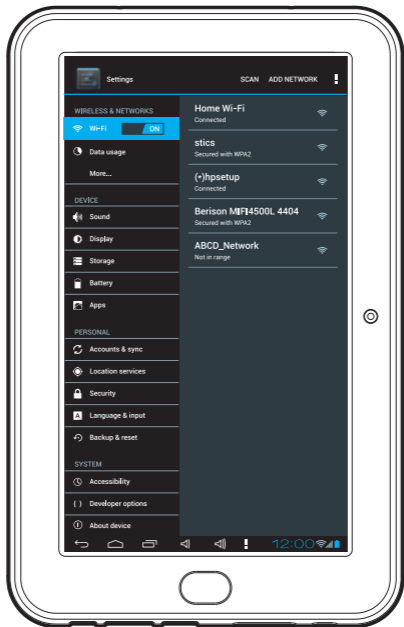 Settings
SCAN ADD NETWORK
WIRELESS & NETWORKS
Wi-Fi ON
Data usage
More...
DEVICE
Sound
Display
Storage
Battery
Apps
PERSONAL
Accounts & sync
Location services
Security
A Language & input
Backup & reset
SYSTEM
Accessibility
{ } Developer options
About device
Home Wi-Fi
Connected
stics
Secured with WPA2
(•)hpsetup
Connected
Berison MIFI4500L 4404
Secured with WPA2
ABCD_Network
Not in range
12:00